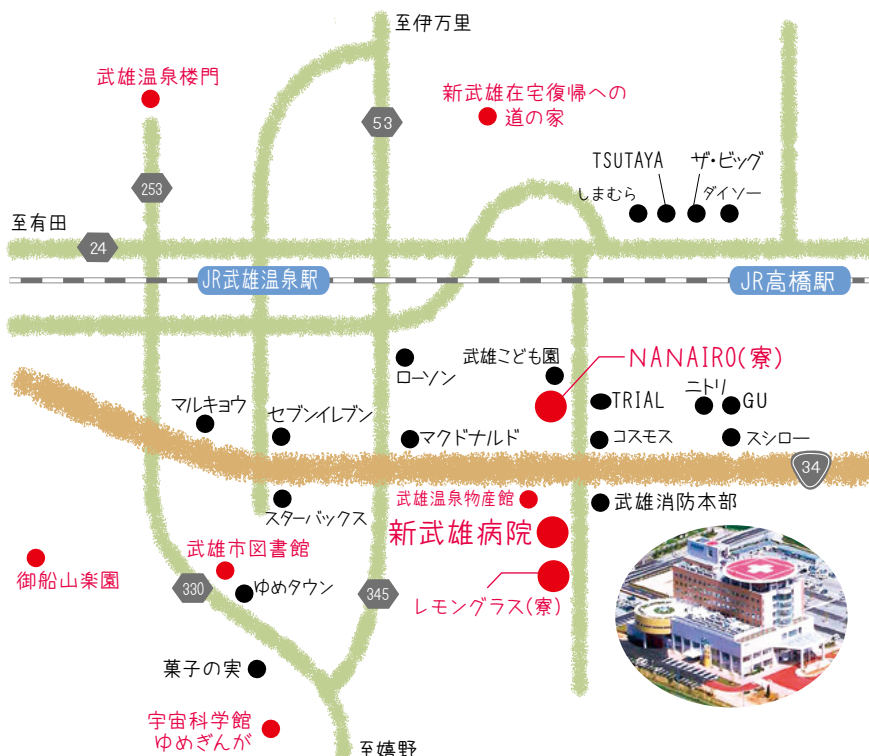 至伊万里
武雄温泉楼門
新武雄在宅復帰への
道の家
53
TSUTAYA
ザ・ビッグ
しまむら
ダイソー
253
至有田
24
JR武雄温泉駅
JR高橋駅
武雄こども園
NANAIRO(寮)
ローソン
ニトリ
TRIAL
GU
マルキョウ
セブンイレブン
マクドナルド
コスモス
スシロー
34
武雄温泉物産館
武雄消防本部
スターバックス
新武雄病院
武雄市図書館
御船山楽園
330
ゆめタウン
345
レモングラス(寮)
菓子の実
宇宙科学館
ゆめぎんが
至嬉野